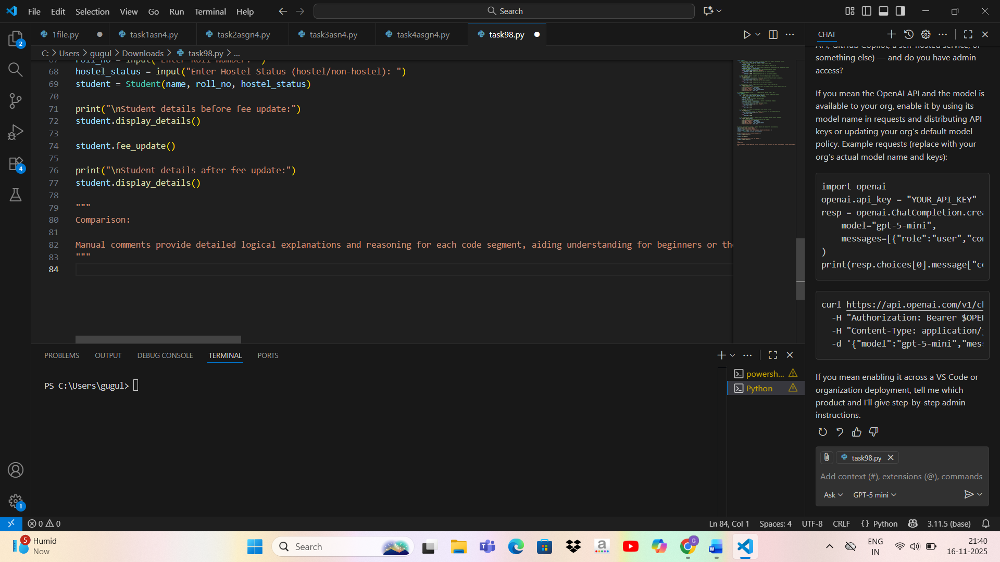 File Edit Selection View Go Run Terminal Help
Search
1file.py
task1asn4.py
task2asgn4.py
task3asn4.py
task4asgn4.py
task98.py
C: > Users > gugul > Downloads > task98.py > ...
68 hostel_status = input("Enter Hostel Status (hostel/non-hostel): ")
69 student = Student(name, roll_no, hostel_status)
70
71 print("\nStudent details before fee update:")
72 student.display_details()
73
74 student.fee_update()
75
76 print("\nStudent details after fee update:")
77 student.display_details()
78
79 """
80 Comparison:
81
82 Manual comments provide detailed logical explanations and reasoning for each code segment, aiding understanding for beginners or
83 """
84
PROBLEMS OUTPUT DEBUG CONSOLE TERMINAL PORTS
PS C:\Users\gugul>
powersh...
Python
CHAT
something else) — and do you have admin
access?
If you mean the OpenAI API and the model is
available to your org, enable it by using its
model name in requests and distributing API
keys or updating your org's default model
policy. Example requests (replace with your
org's actual model name and keys):
import openai
openai.api_key = "YOUR_API_KEY"
resp = openai.ChatCompletion.crea
model="gpt-5-mini",
messages=[{"role":"user","co
)
print(resp.choices[0].message["c
curl https://api.openai.com/v1/c
-H "Authorization: Bearer $OPE
-H "Content-Type: application/
-d '{"model":"gpt-5-mini","mes
If you mean enabling it across a VS Code or
organization deployment, tell me which
product and I'll give step-by-step admin
instructions.
task98.py
Add context (#), extensions (@), commands
Ask GPT-5 mini
2
4
1
0 0
Ln 84, Col 1 Spaces: 4 UTF-8 CRLF {} Python 3.11.5 (base)
5
Humid
Now
Search
G
ENG
IN
21:40
16-11-2025